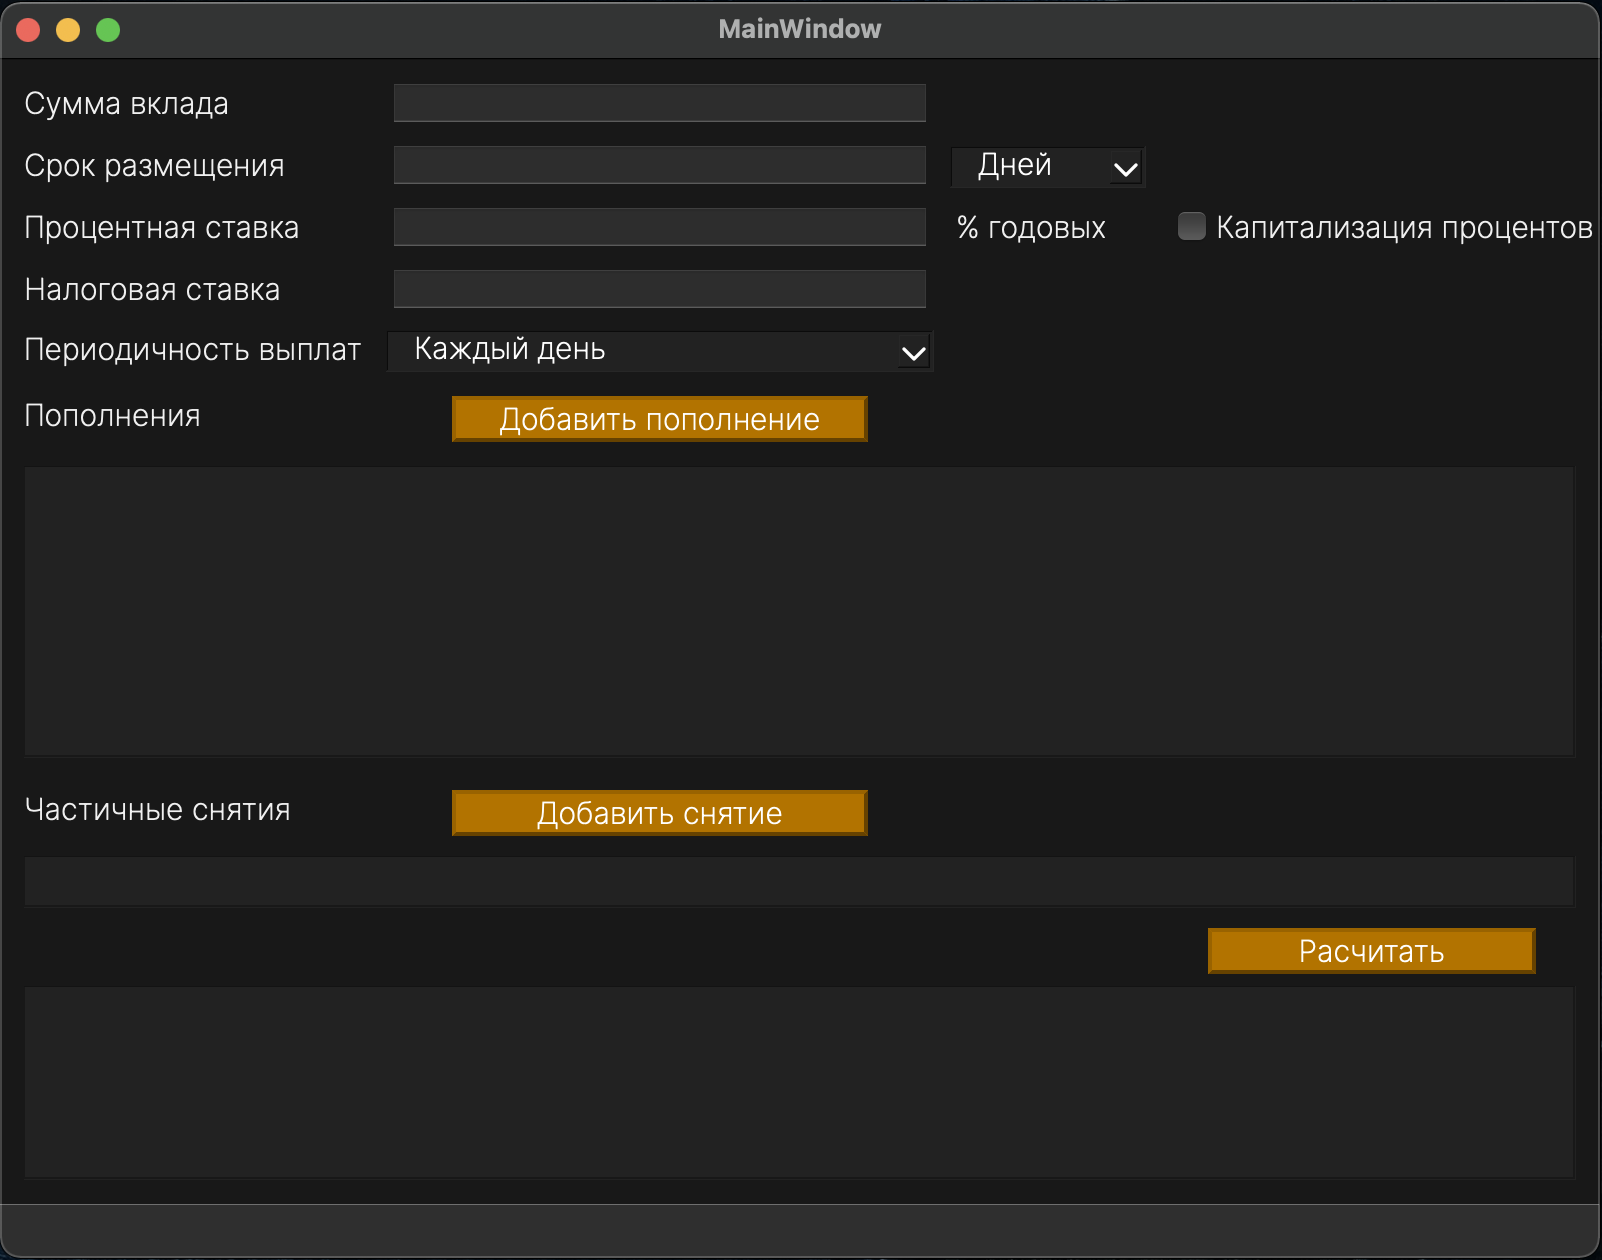 MainWindow
Сумма вклада
Срок размещения Дней
Процентная ставка % годовых Капитализация процентов
Налоговая ставка
Периодичность выплат Каждый день
Пополнения Добавить пополнение
Частичные снятия Добавить снятие
Расчитать